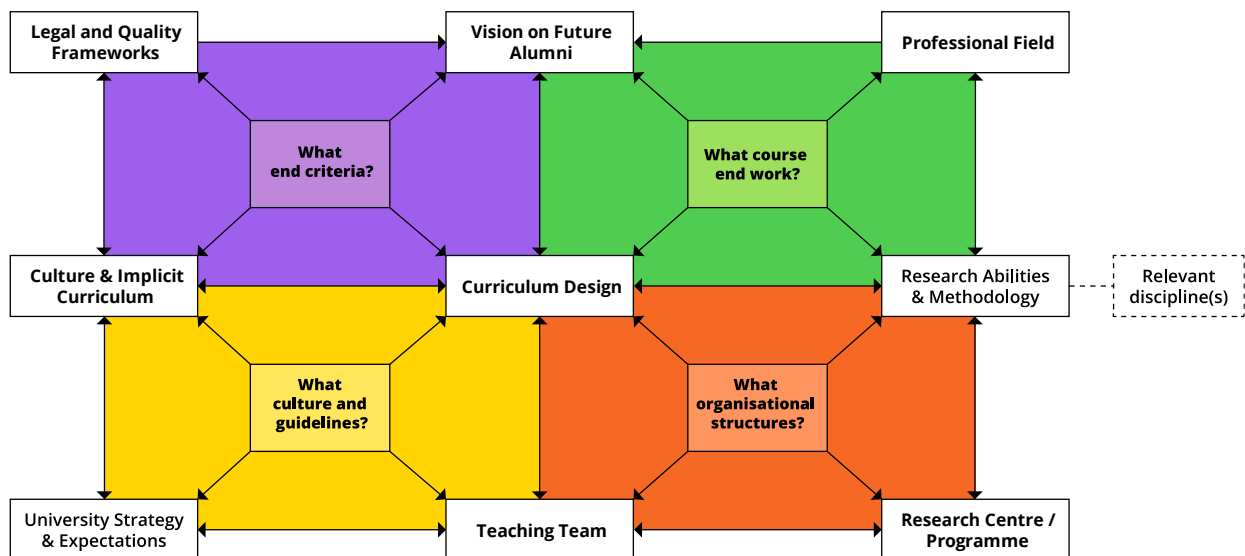 Legal and Quality
Frameworks
Vision on Future
Alumni
Professional Field
What
end criteria?
What course
end work?
Culture & Implicit
Curriculum
Curriculum Design
Research Abilities
& Methodology
Relevant
discipline(s)
What
culture and
guidelines?
What
organisational
structures?
University Strategy
& Expectations
Teaching Team
Research Centre /
Programme